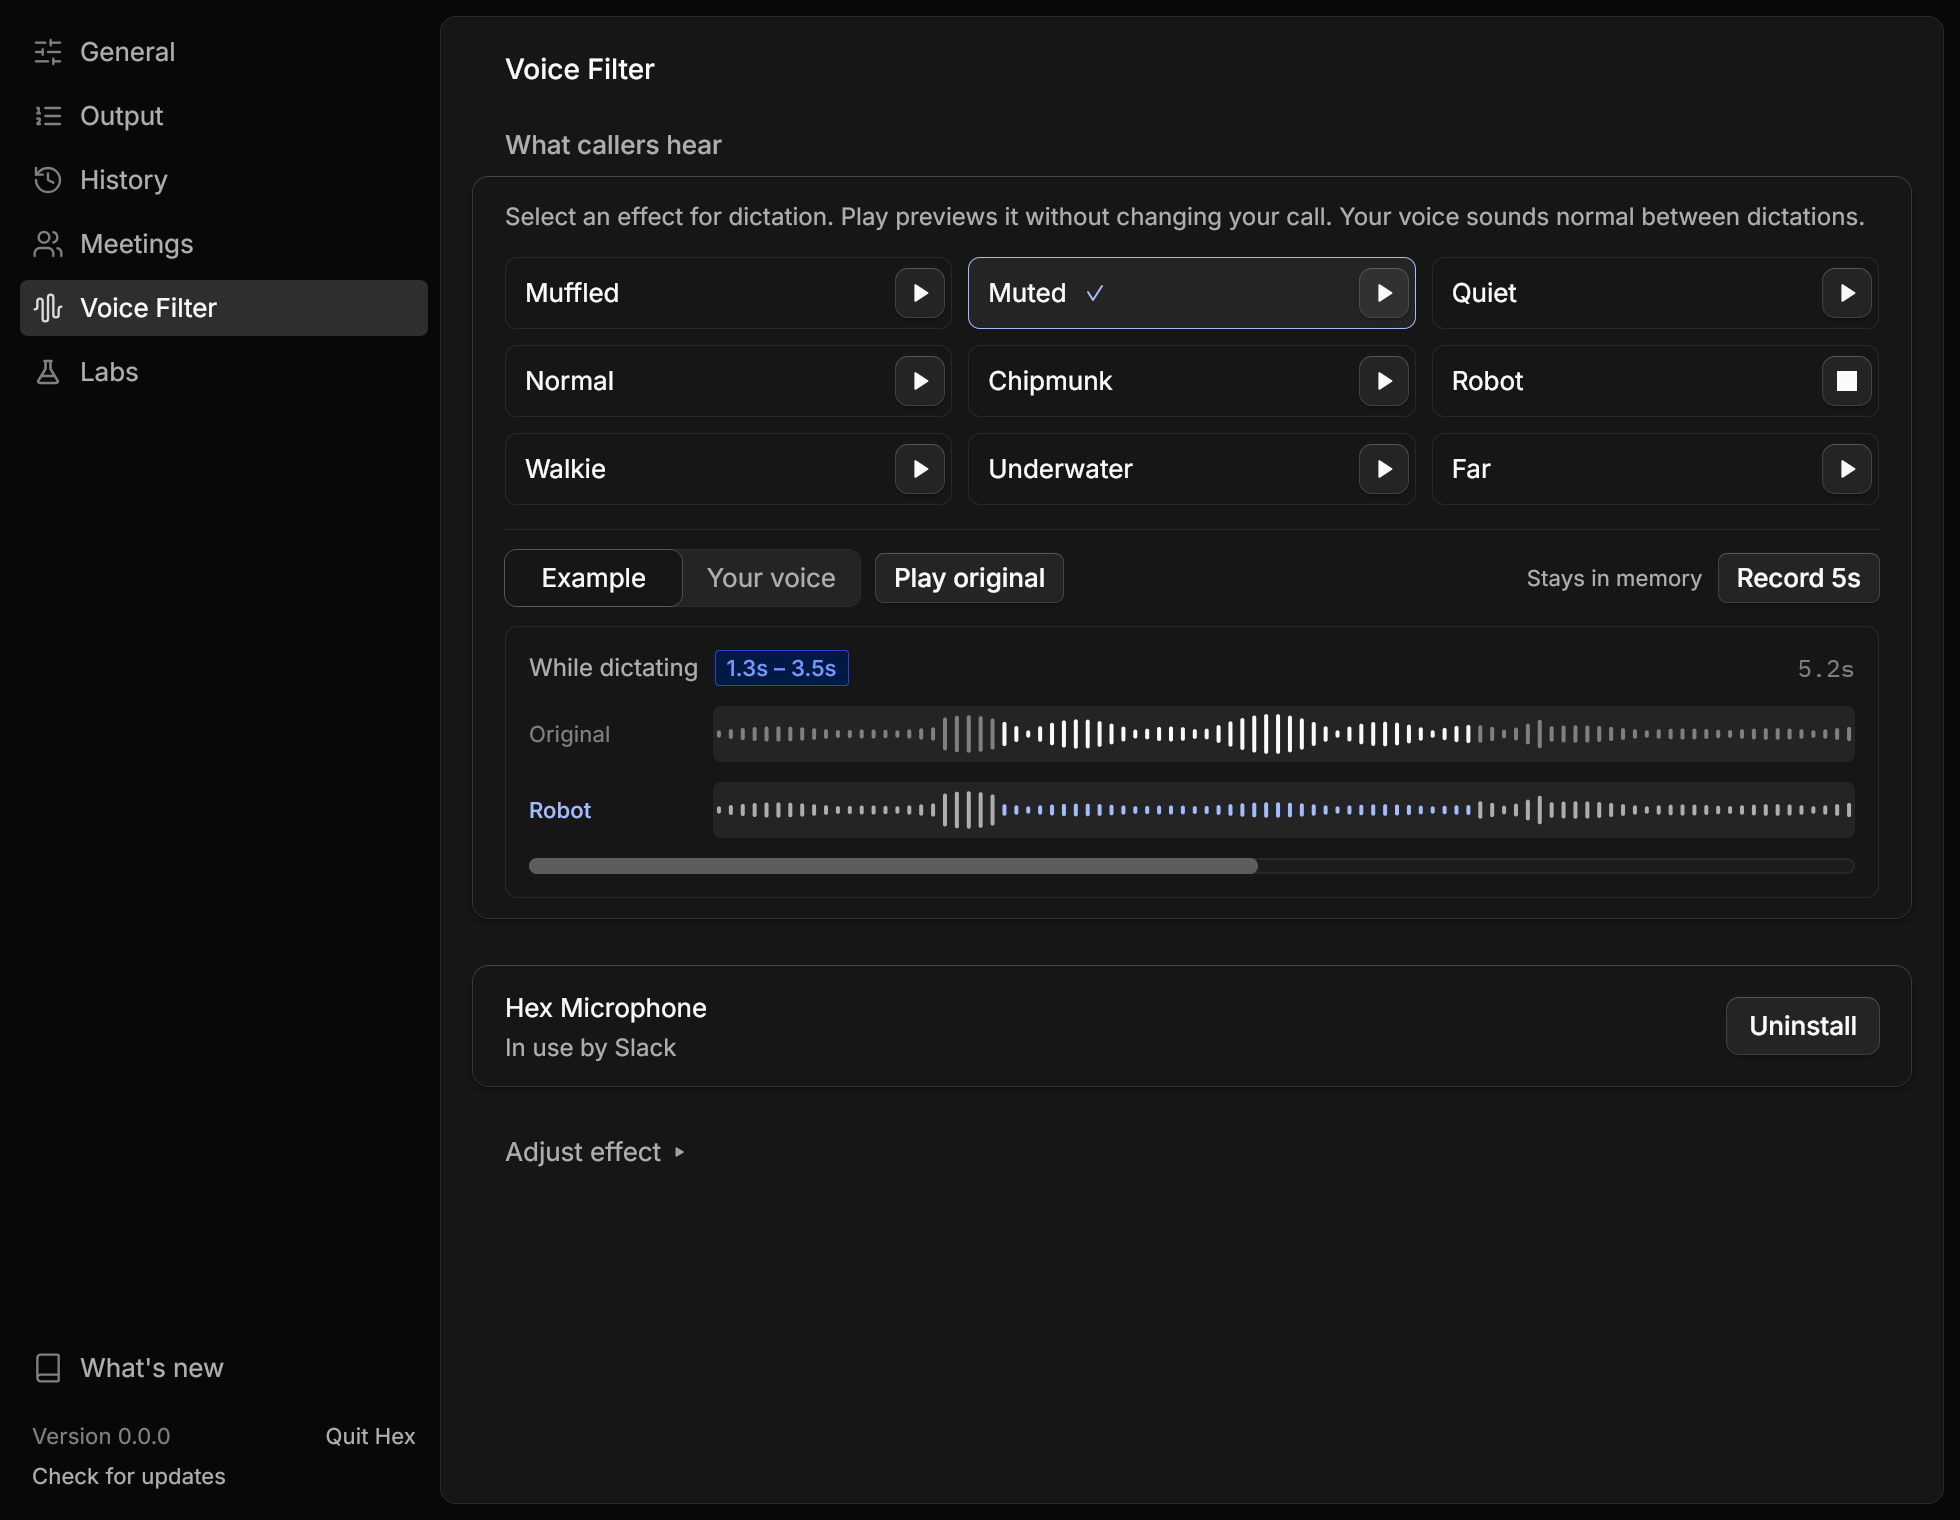 General
Output
History
Meetings
Voice Filter
Labs
What's new
Version 0.0.0
Quit Hex
Check for updates
Voice Filter
What callers hear
Select an effect for dictation. Play previews it without changing your call. Your voice sounds normal between dictations.
Muffled
Muted
Quiet
Normal
Chipmunk
Robot
Walkie
Underwater
Far
Example
Your voice
Play original
Stays in memory
Record 5s
While dictating
1.3s – 3.5s
5.2s
Original
Robot
Hex Microphone
In use by Slack
Uninstall
Adjust effect